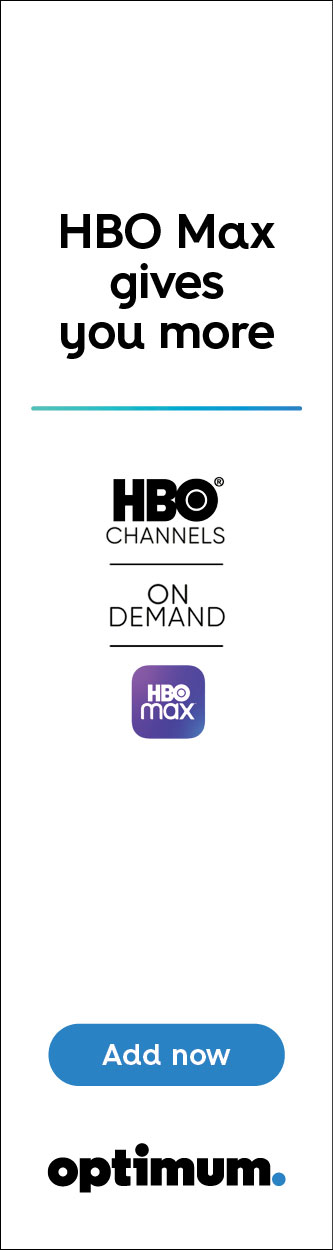 HBO Max
gives
you more
HBO®
CHANNELS
ON
DEMAND
HBO
max
Add now
optimum.